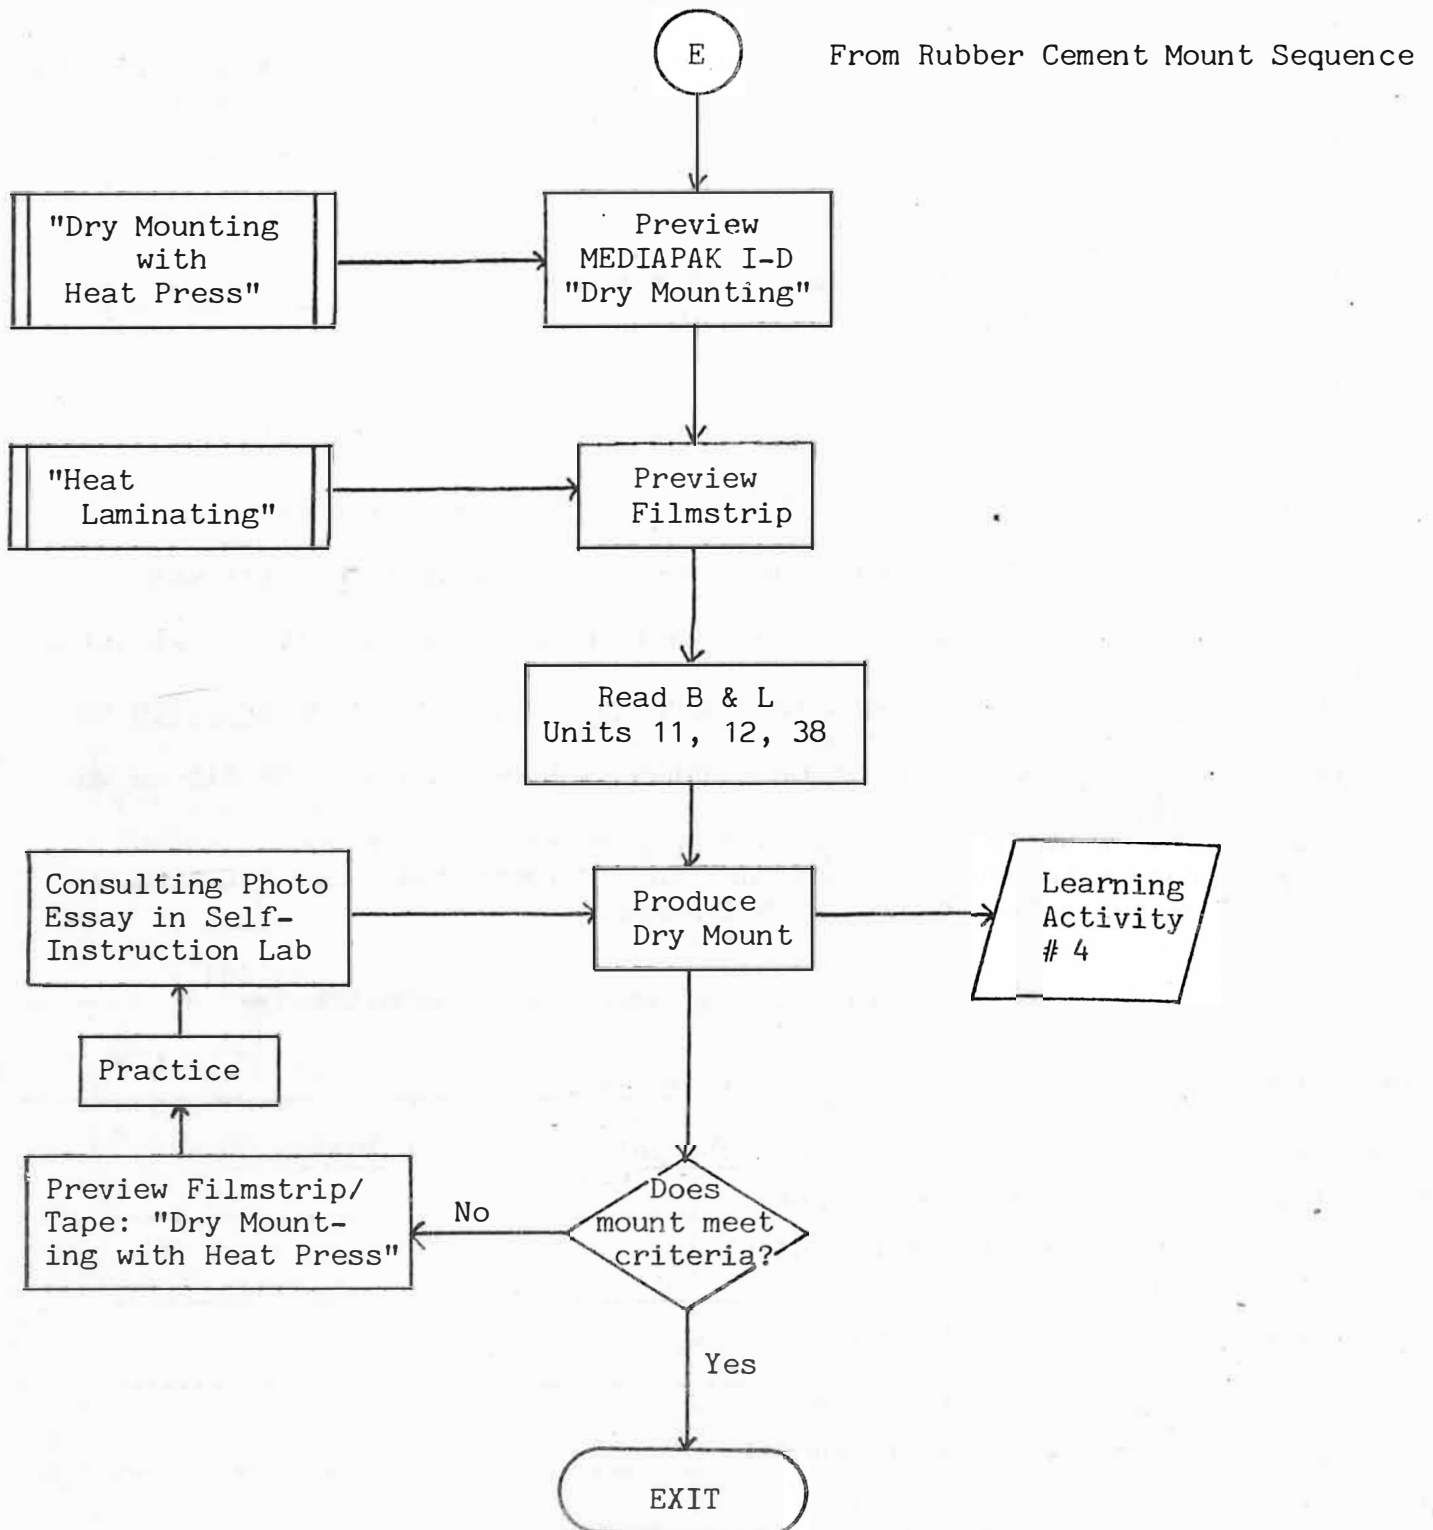 E
From Rubber Cement Mount Sequence
"Dry Mounting
with
Heat Press"
Preview
MEDIAPAK I-D
"Dry Mounting"
"Heat
Laminating"
Preview
Filmstrip
Read B & L
Units 11, 12, 38
Consulting Photo
Essay in Self-
Instruction Lab
Produce
Dry Mount
Learning
Activity
# 4
Practice
Preview Filmstrip/
Tape: "Dry Mount-
ing with Heat Press"
No
Does
mount meet
criteria?
Yes
EXIT